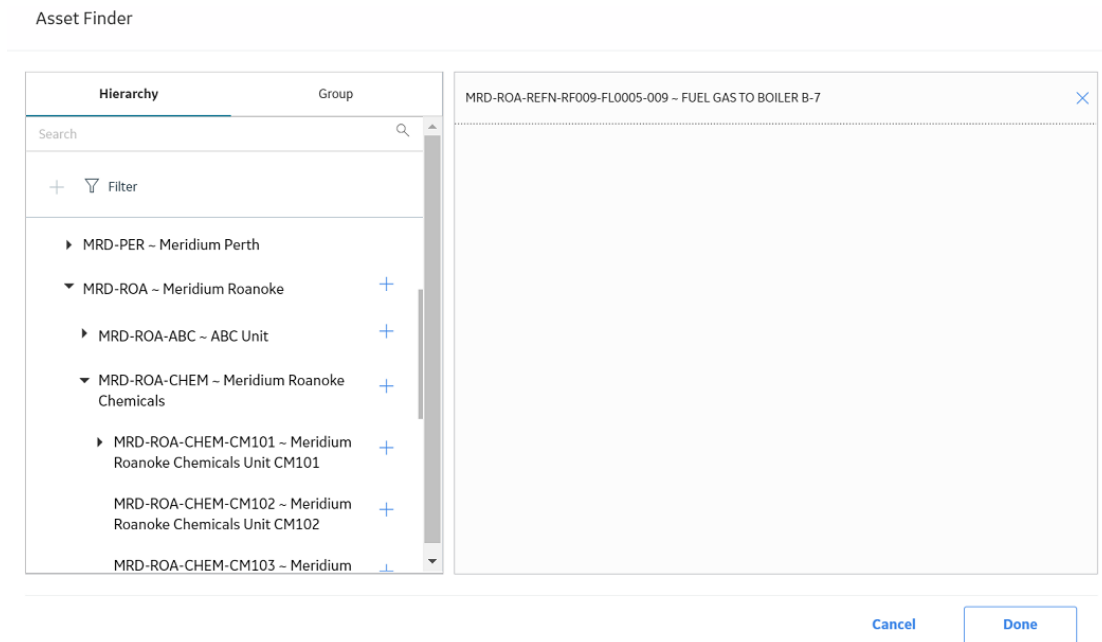 Asset Finder
Hierarchy
Group
Search
Filter
MRD-PER ~ Meridium Perth
MRD-ROA ~ Meridium Roanoke
MRD-ROA-ABC ~ ABC Unit
MRD-ROA-CHEM ~ Meridium Roanoke
Chemicals
MRD-ROA-CHEM-CM101 ~ Meridium
Roanoke Chemicals Unit CM101
MRD-ROA-CHEM-CM102 ~ Meridium
Roanoke Chemicals Unit CM102
MRD-ROA-CHEM-CM103 ~ Meridium
MRD-ROA-REFN-RF009-FL0005-009 ~ FUEL GAS TO BOILER B-7
Cancel
Done